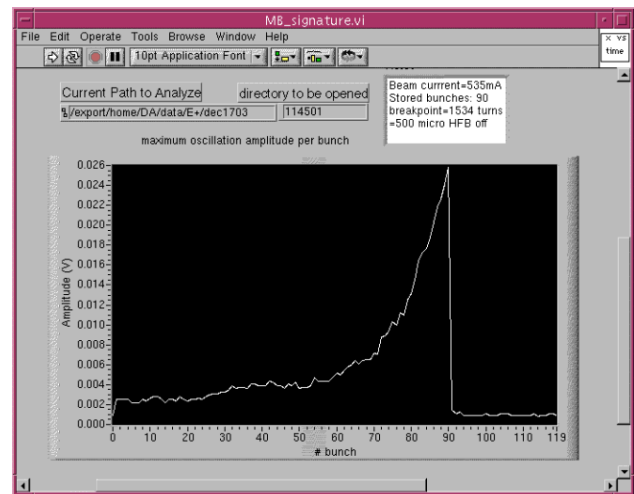 MB_signature.vi
File Edit Operate Tools Browse Window Help
10pt Application Font
X vs
time
Current Path to Analyze
directory to be opened
/export/home/DA/data/E+/dec1703
114501
Beam currrent=535mA
Stored bunches: 90
breakpoint=1534 turns
=500 micro HFB off
maximum oscillation amplitude per bunch
0.026
0.024
0.022
0.020
0.018
0.016
0.014
0.012
0.010
0.008
0.006
0.004
0.002
0.000
Amplitude (V)
0 10 20 30 40 50 60 70 80 90 100 110 119
# bunch